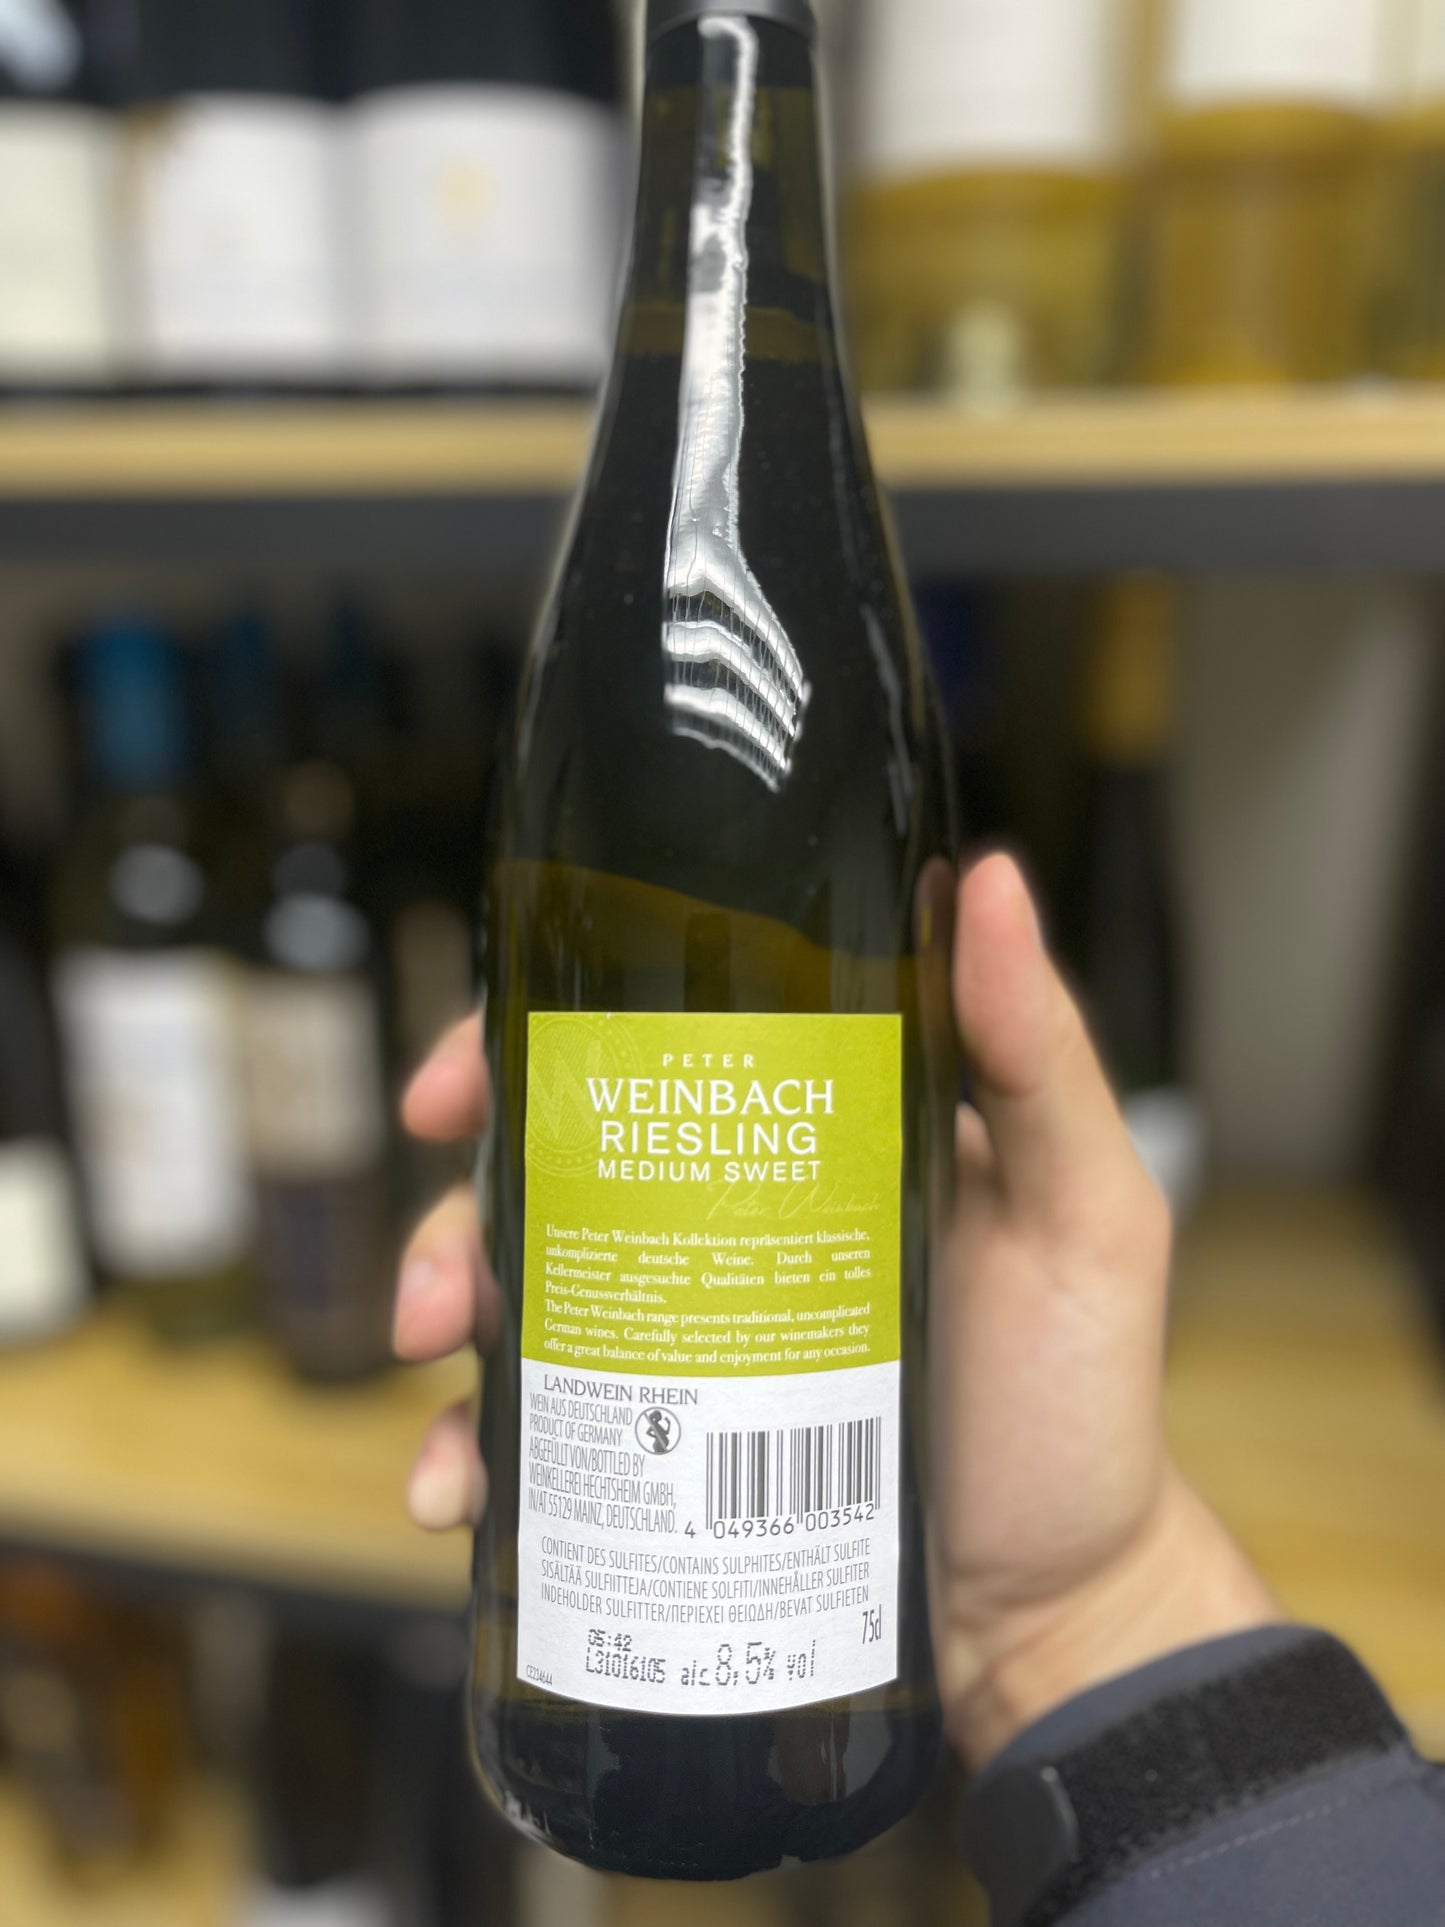 PETER
WEINBACH
RIESLING
MEDIUM SWEET
Peter Weinbach
Unsere Peter Weinbach Kollektion repräsentiert klassische,
unkomplizierte deutsche Weine. Durch unseren
Kellermeister ausgesuchte Qualitäten bieten ein tolles
Preis-Genussverhältnis.
The Peter Weinbach range presents traditional, uncomplicated
German wines. Carefully selected by our winemakers they
offer a great balance of value and enjoyment for any occasion.
LANDWEIN RHEIN
WEIN AUS DEUTSCHLAND
PRODUCT OF GERMANY
ABGEFÜLLT VON/BOTTLED BY
WEINKELLEREI HECHTSHEIM GMBH,
IN/AT 55129 MAINZ, DEUTSCHLAND.
4 049366 003542
CONTIENT DES SULFITES/CONTAINS SULPHITES/ENTHÄLT SULFITE
SISÄLTÄÄ SULFIITTEJA/CONTIENE SOLFITI/INNEHÅLLER SULFITER
INDEHOLDER SULFITTER/ΠΕΡΙΕΧΕΙ ΘΕΙΩΔΗ/BEVAT SULFIETEN
75cl
05:42
L31016105 alc 8,5% vol
CE234644